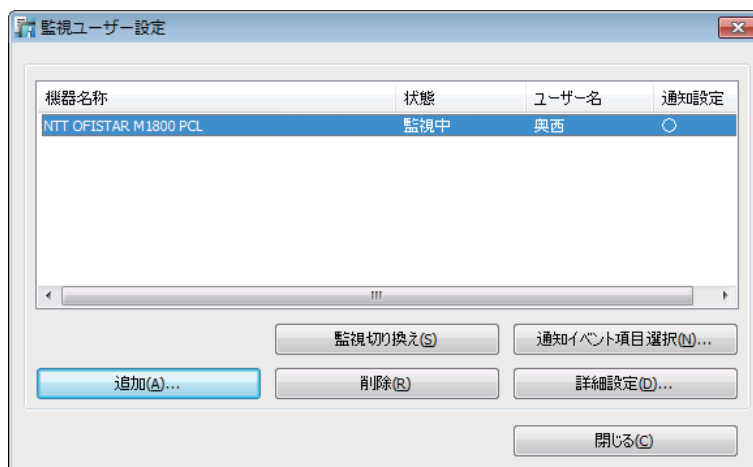 監視ユーザー設定
機器名称 状態 ユーザー名 通知設定
NTT OFISTAR M1800 PCL 監視中 奥西 ○
監視切り換え(S) 通知イベント項目選択(N)...
追加(A)... 削除(R) 詳細設定(D)...
閉じる(C)